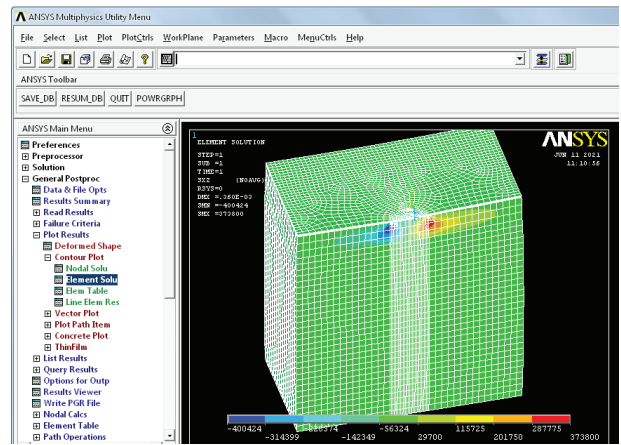 ANSYS Multiphysics Utility Menu
File Select List Plot PlotCtrls WorkPlane Parameters Macro MenuCtrls Help
ANSYS Toolbar
SAVE_DB RESUM_DB QUIT POWRGRPH
ANSYS Main Menu
Preferences
Preprocessor
Solution
General Postproc
Data & File Opts
Results Summary
Read Results
Failure Criteria
Plot Results
Deformed Shape
Contour Plot
Nodal Solu
Element Solu
Elem Table
Line Elem Res
Vector Plot
Plot Path Item
Concrete Plot
ThinFilm
List Results
Query Results
Options for Outp
Results Viewer
Write PGR File
Nodal Calcs
Element Table
Path Operations
1
ELEMENT SOLUTION
STEP=1
SUB =1
TIME=1
SXZ (NOAVG)
RSYS=0
DMX =.360E-03
SMN =-400424
SMX =373800
ANSYS
JUN 11 2021
11:10:56
-400424 -56324 115725 287775
-314399 -142349 29700 201750 373800